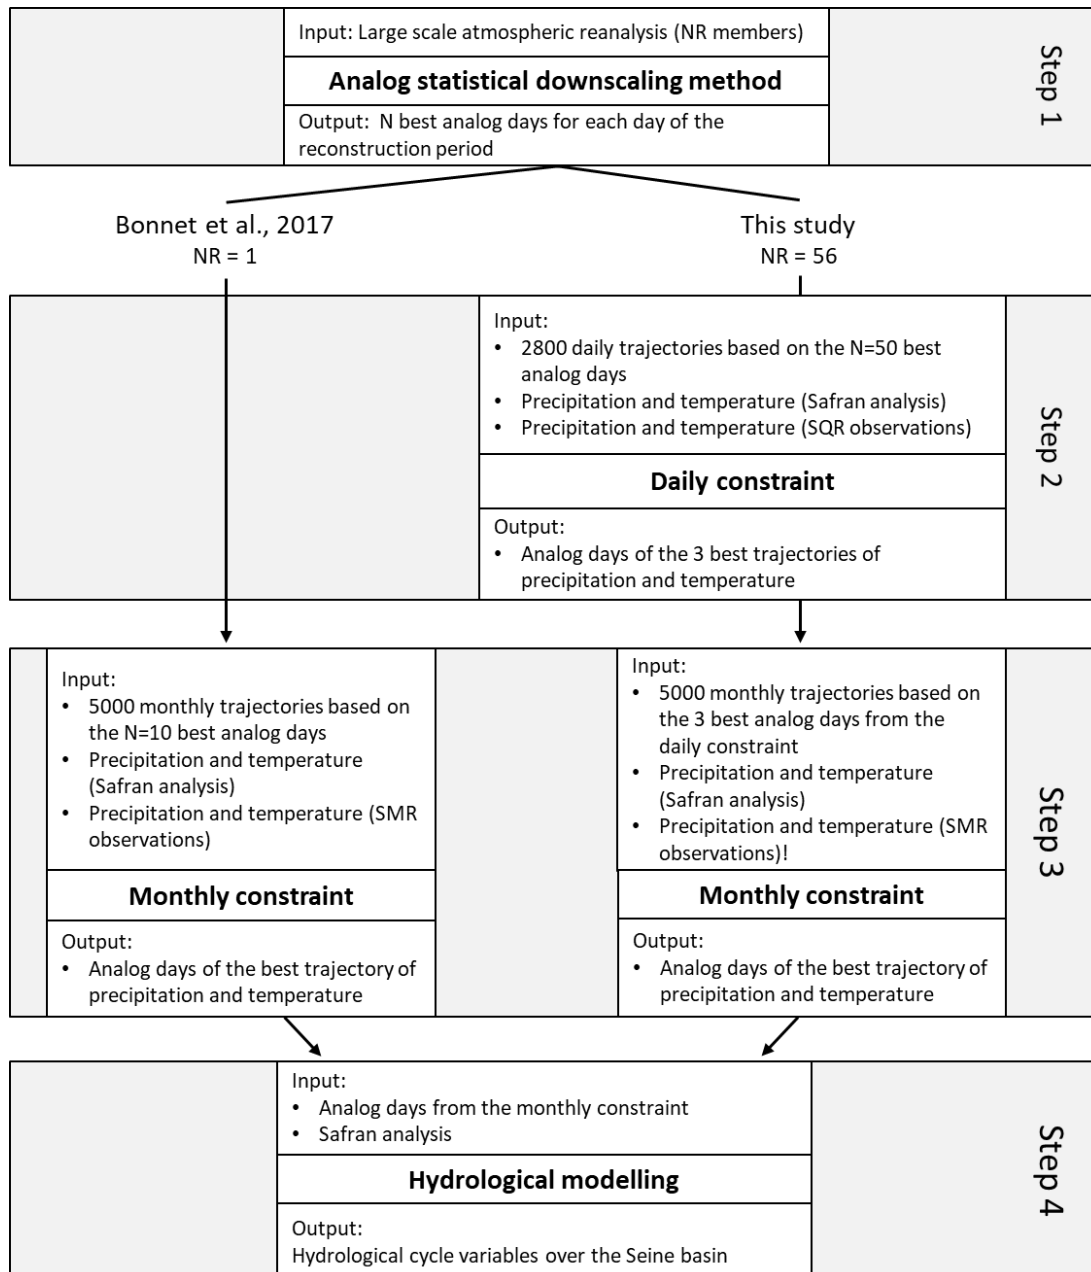 Input: Large scale atmospheric reanalysis (NR members)
Analog statistical downscaling method
Output:  N best analog days for each day of the
reconstruction period
Step 1
Bonnet et al., 2017
NR = 1
This study
NR = 56
Input:
• 2800 daily trajectories based on the N=50 best
analog days
• Precipitation and temperature (Safran analysis)
• Precipitation and temperature (SQR observations)
Daily constraint
Output:
• Analog days of the 3 best trajectories of
precipitation and temperature
Step 2
Input:
• 5000 monthly trajectories based on
the N=10 best analog days
• Precipitation and temperature
(Safran analysis)
• Precipitation and temperature (SMR
observations)
Monthly constraint
Output:
• Analog days of the best trajectory of
precipitation and temperature
Input:
• 5000 monthly trajectories based on
the 3 best analog days from the
daily constraint
• Precipitation and temperature
(Safran analysis)
• Precipitation and temperature (SMR
observations)!
Monthly constraint
Output:
• Analog days of the best trajectory of
precipitation and temperature
Step 3
Input:
• Analog days from the monthly constraint
• Safran analysis
Hydrological modelling
Output:
Hydrological cycle variables over the Seine basin
Step 4